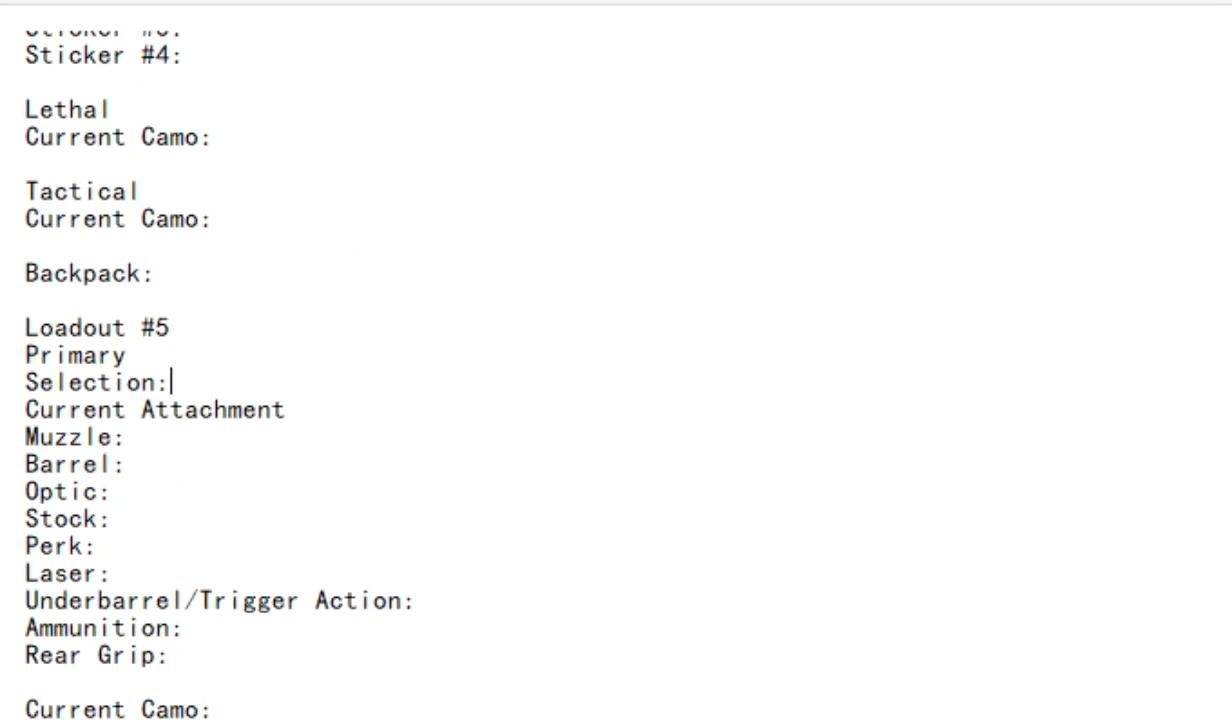 Sticker #4:
Lethal
Current Camo:
Tactical
Current Camo:
Backpack:
Loadout #5
Primary
Selection:
Current Attachment
Muzzle:
Barrel:
Optic:
Stock:
Perk:
Laser:
Underbarrel/Trigger Action:
Ammunition:
Rear Grip:
Current Camo: